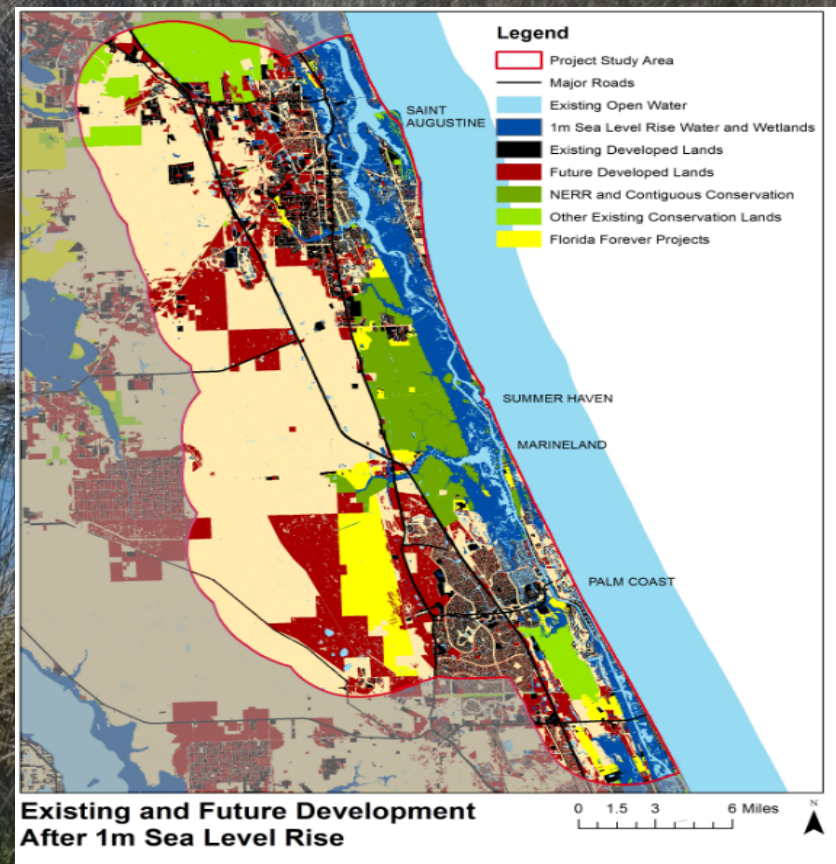 Legend
Project Study Area
Major Roads
Existing Open Water
1m Sea Level Rise Water and Wetlands
Existing Developed Lands
Future Developed Lands
NERR and Contiguous Conservation
Other Existing Conservation Lands
Florida Forever Projects
SAINT
AUGUSTINE
SUMMER HAVEN
MARINELAND
PALM COAST
Existing and Future Development
After 1m Sea Level Rise
0 1.5 3 6 Miles
N